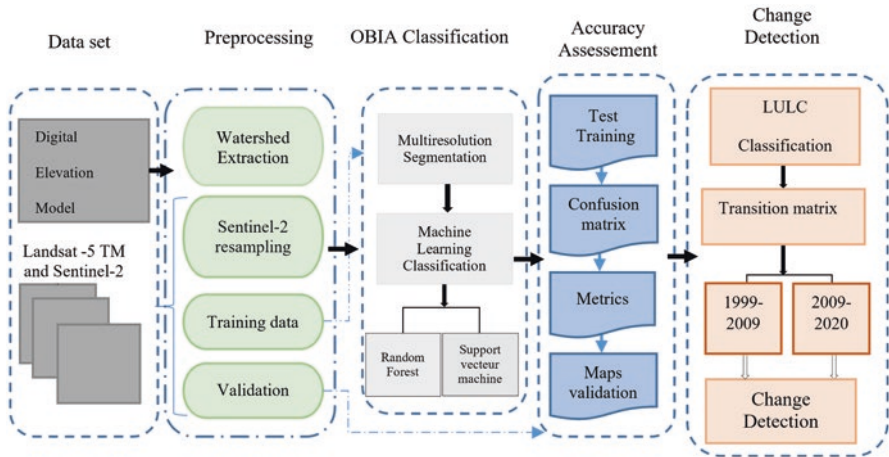 Data set
Preprocessing
OBIA Classification
Accuracy
Assessement
Change
Detection
Digital
Elevation
Model
Landsat -5 TM
and Sentinel-2
Watershed
Extraction
Sentinel-2
resampling
Training data
Validation
Multiresolution
Segmentation
Machine
Learning
Classification
Random
Forest
Support
vecteur
machine
Test
Training
Confusion
matrix
Metrics
Maps
validation
LULC
Classification
Transition matrix
1999-
2009
2009-
2020
Change
Detection